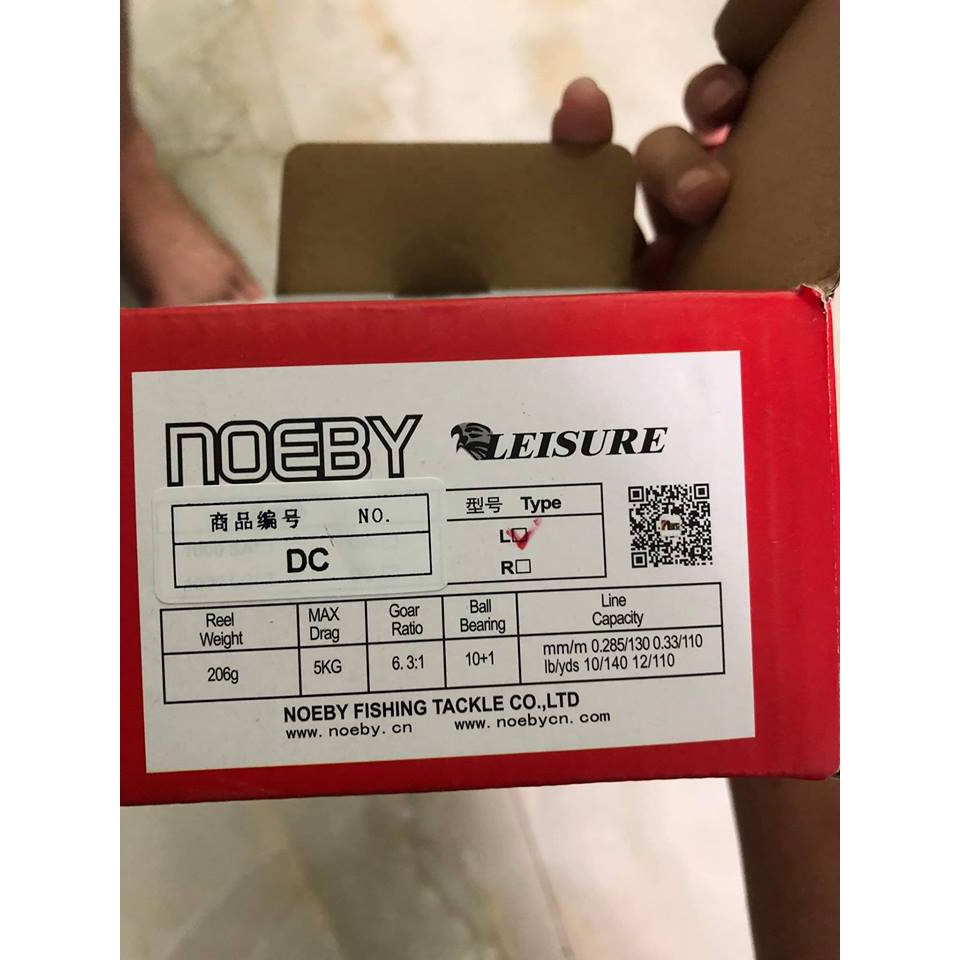 NOEBY LEISURE
商品编号 NO.
DC
型号 Type
L
R
Reel Weight MAX Drag Goar Ratio Ball Bearing Line Capacity
206g 5KG 6.3:1 10+1 mm/m 0.285/130 0.33/110
lb/yds 10/140 12/110
NOEBY FISHING TACKLE CO.,LTD
www.noeby.cn www.noebycn.com